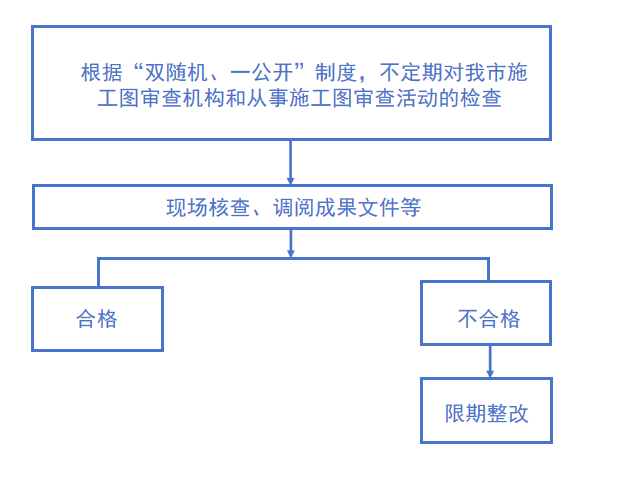 根据“双随机、一公开”制度，不定期对我市施
工图审查机构和从事施工图审查活动的检查
现场核查、调阅成果文件等
合格
不合格
限期整改